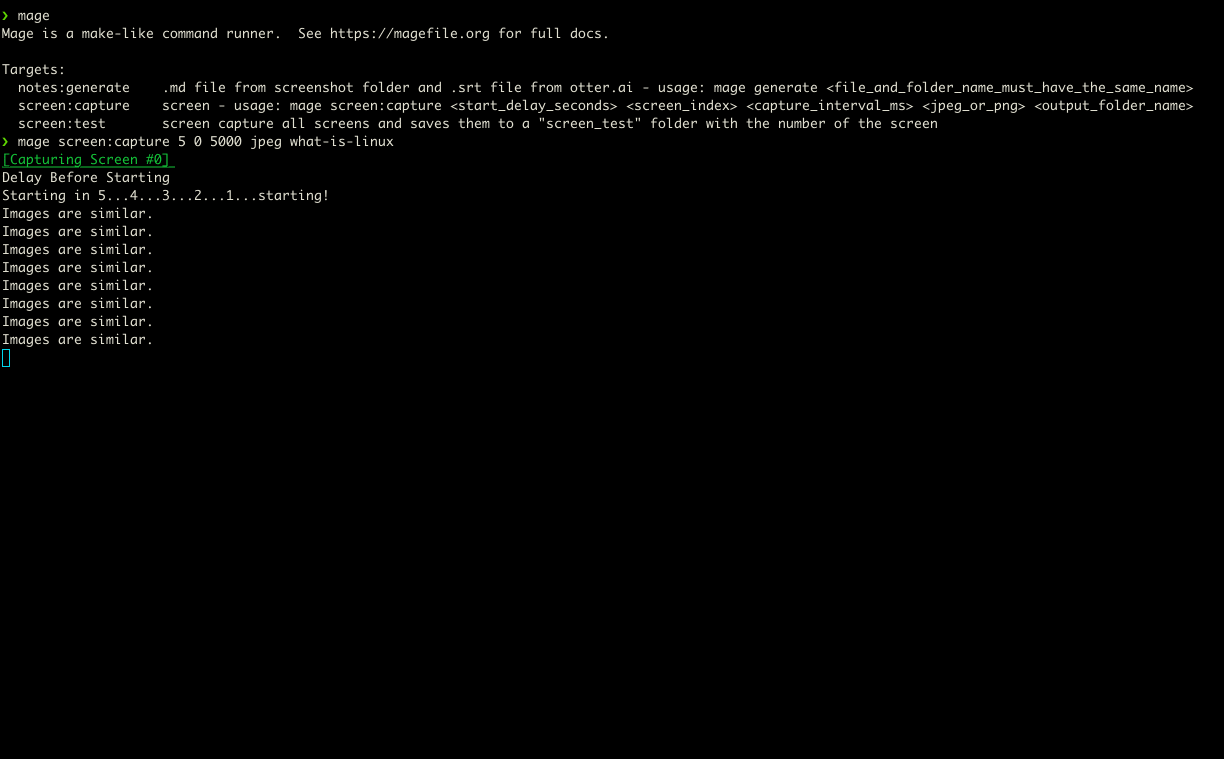 ❯ mage
Mage is a make-like command runner.  See https://magefile.org for full docs.

Targets:
  notes:generate    .md file from screenshot folder and .srt file from otter.ai - usage: mage generate <file_and_folder_name_must_have_the_same_name>
  screen:capture    screen - usage: mage screen:capture <start_delay_seconds> <screen_index> <capture_interval_ms> <jpeg_or_png> <output_folder_name>
  screen:test       screen capture all screens and saves them to a "screen_test" folder with the number of the screen
❯ mage screen:capture 5 0 5000 jpeg what-is-linux
[Capturing Screen #0]
Delay Before Starting
Starting in 5...4...3...2...1...starting!
Images are similar.
Images are similar.
Images are similar.
Images are similar.
Images are similar.
Images are similar.
Images are similar.
Images are similar.